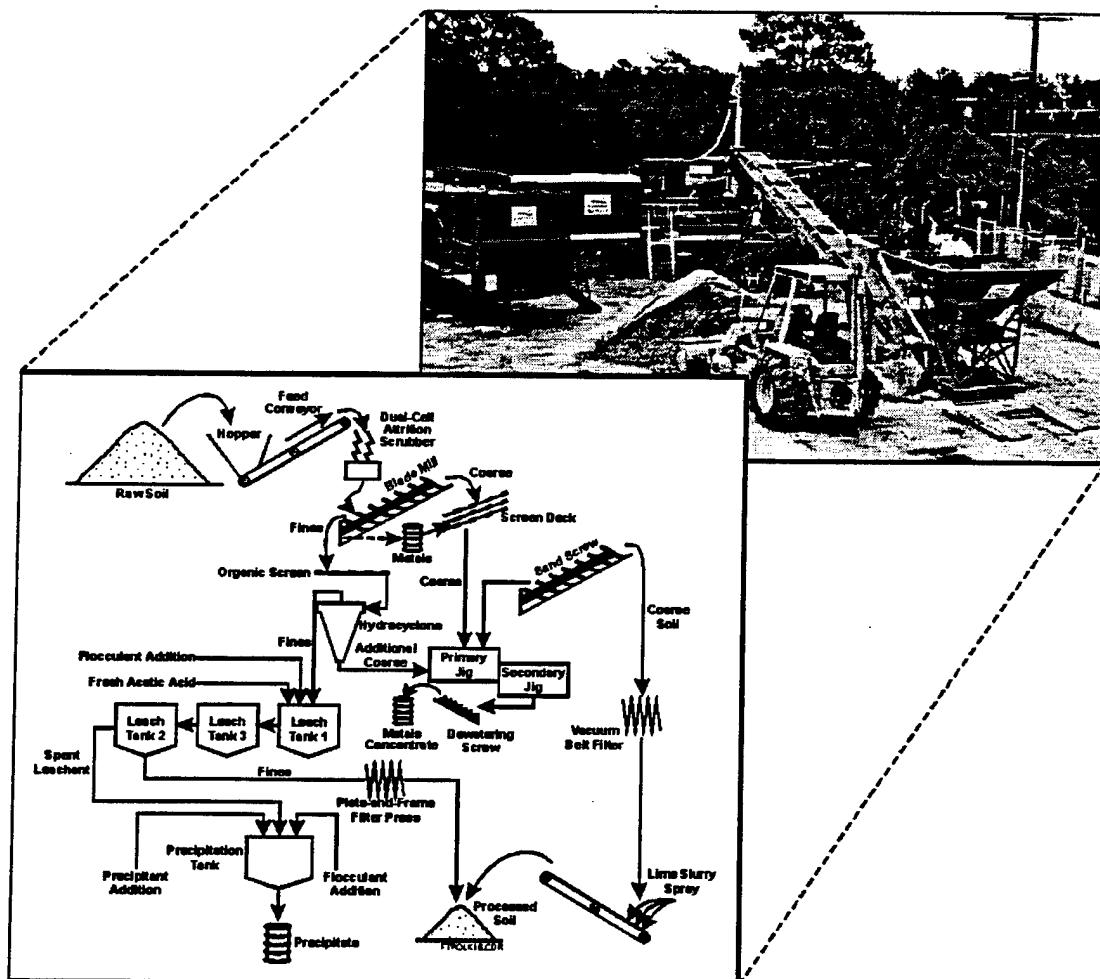 Feed
Conveyor
Hopper
Dual-Cell
Attrition
Scrubber
Raw Soil
Blade Mill
Coarse
Screen Deck
Fines
Metals
Organic Screen
Coarse
Sand Screw
Coarse
Soil
Hydrocyclone
Fines
Additional
Coarse
Flocculent Addition
Fresh Acetic Acid
Primary
Jig
Secondary
Jig
Leach
Tank 2
Leach
Tank 3
Leach
Tank 1
Metals
Concentrate
Dewatering
Screw
Vacuum
Belt Filter
Spent
Leachent
Fines
Plate-and-Frame
Filter Press
Precipitation
Tank
Precipitant
Addition
Flocculant
Addition
Precipitate
Processed
Soil
Lime Slurry
Spray